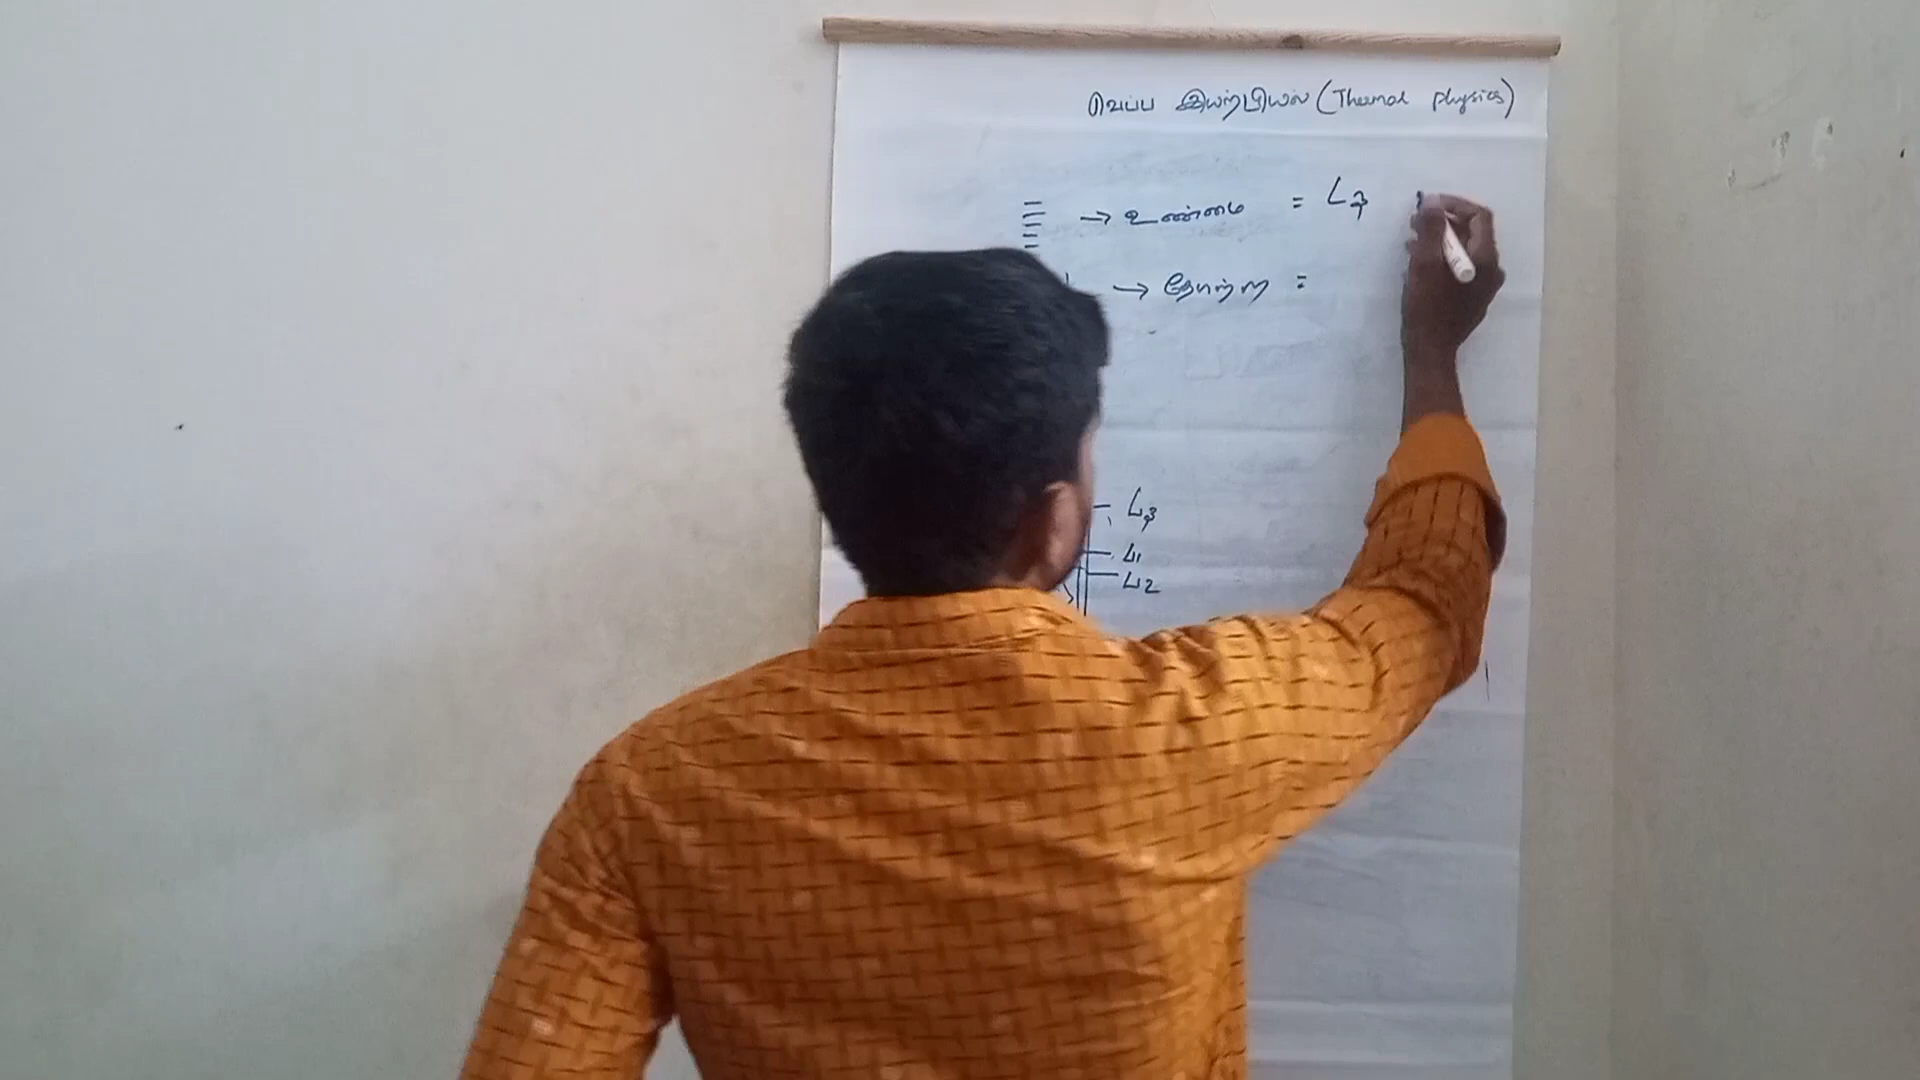 வெப்ப இயற்பியல் (Thermal physics)
→ உண்மை = L3
→ தோற்ற =
L3
L1
L2